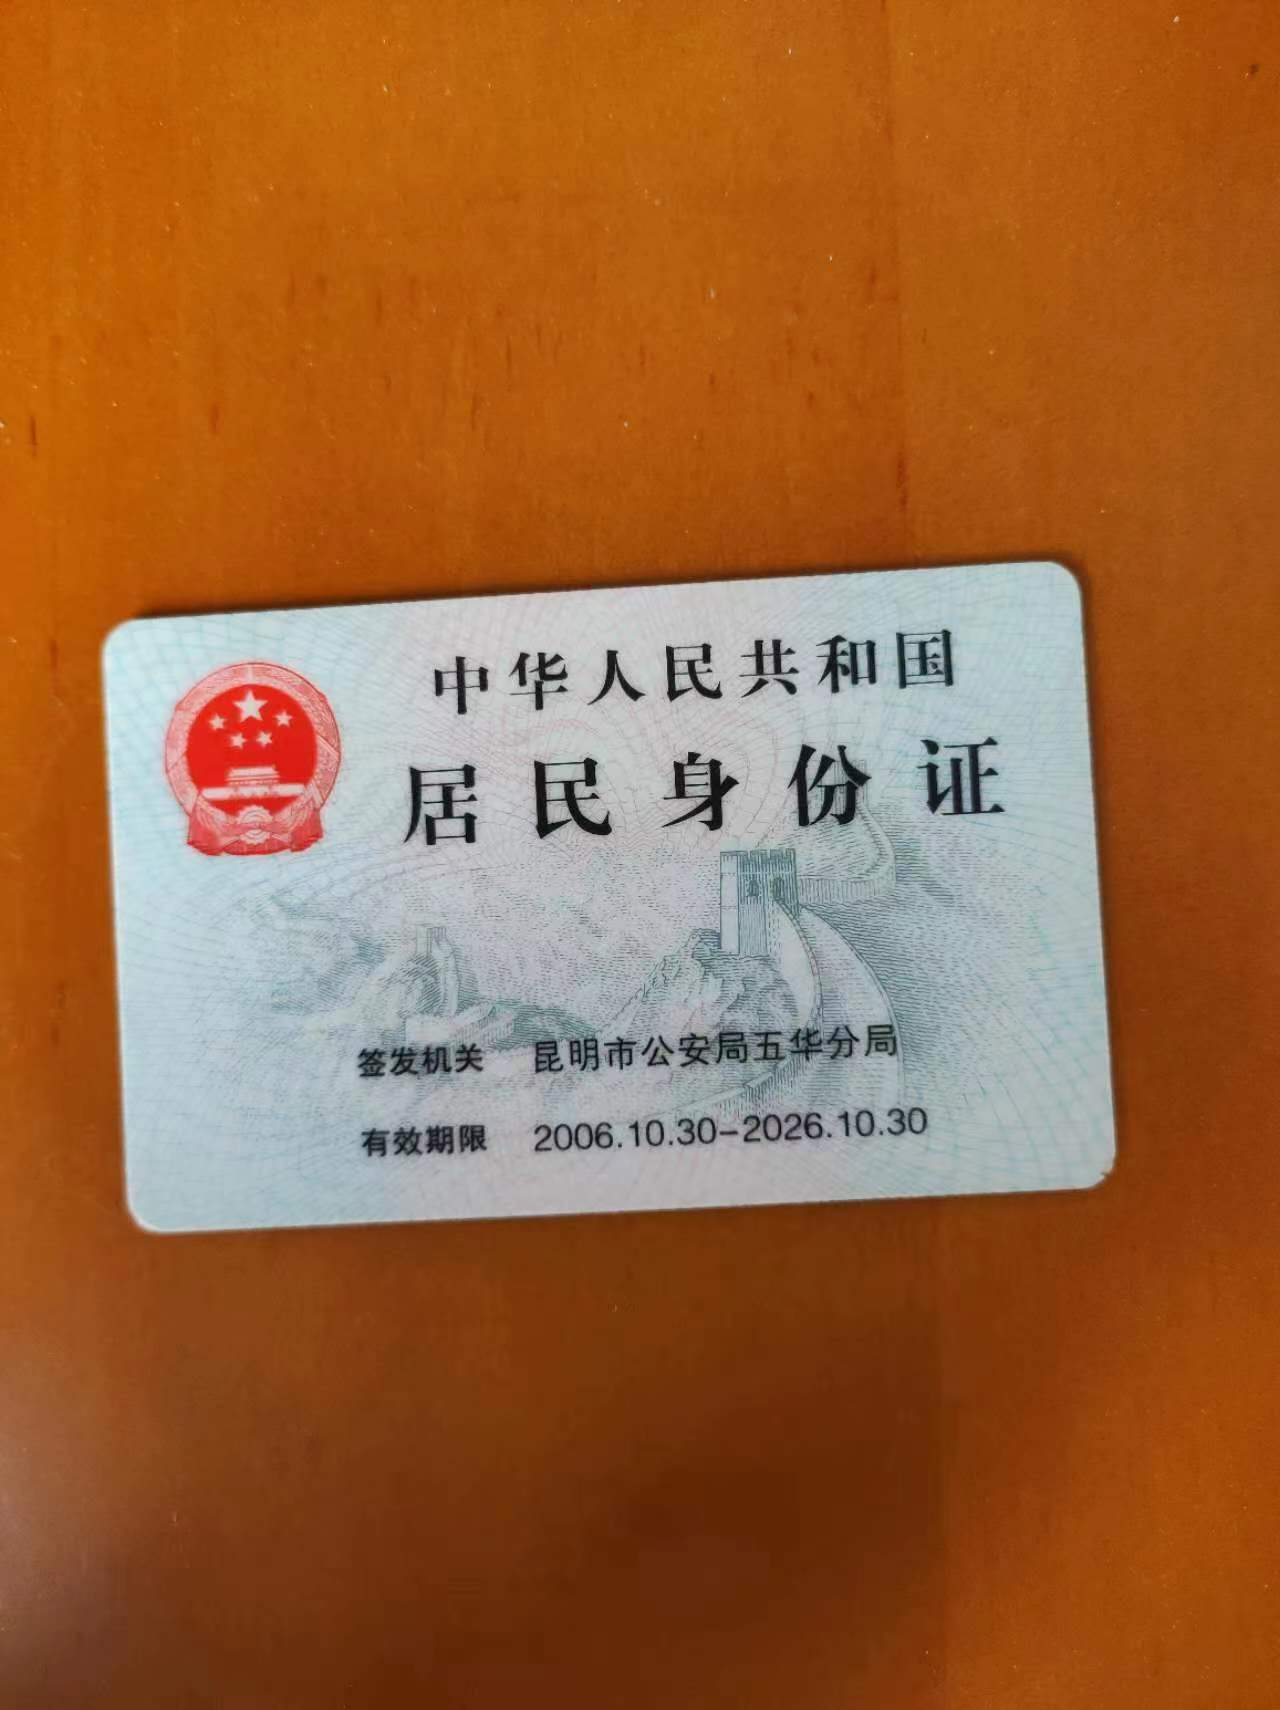 中华人民共和国
居民身份证
签发机关 昆明市公安局五华分局
有效期限 2006.10.30-2026.10.30